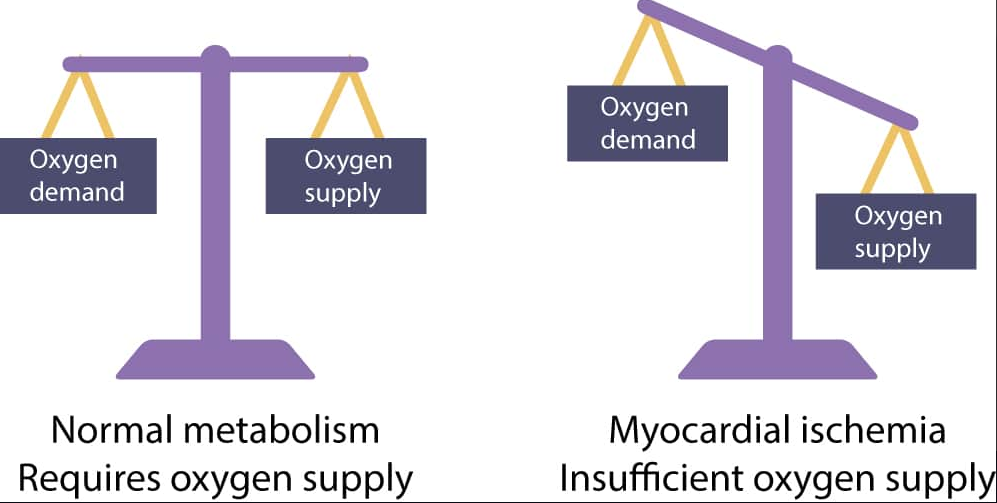 Oxygen
demand
Oxygen
supply
Normal metabolism
Requires oxygen supply
Oxygen
demand
Oxygen
supply
Myocardial ischemia
Insufficient oxygen supply